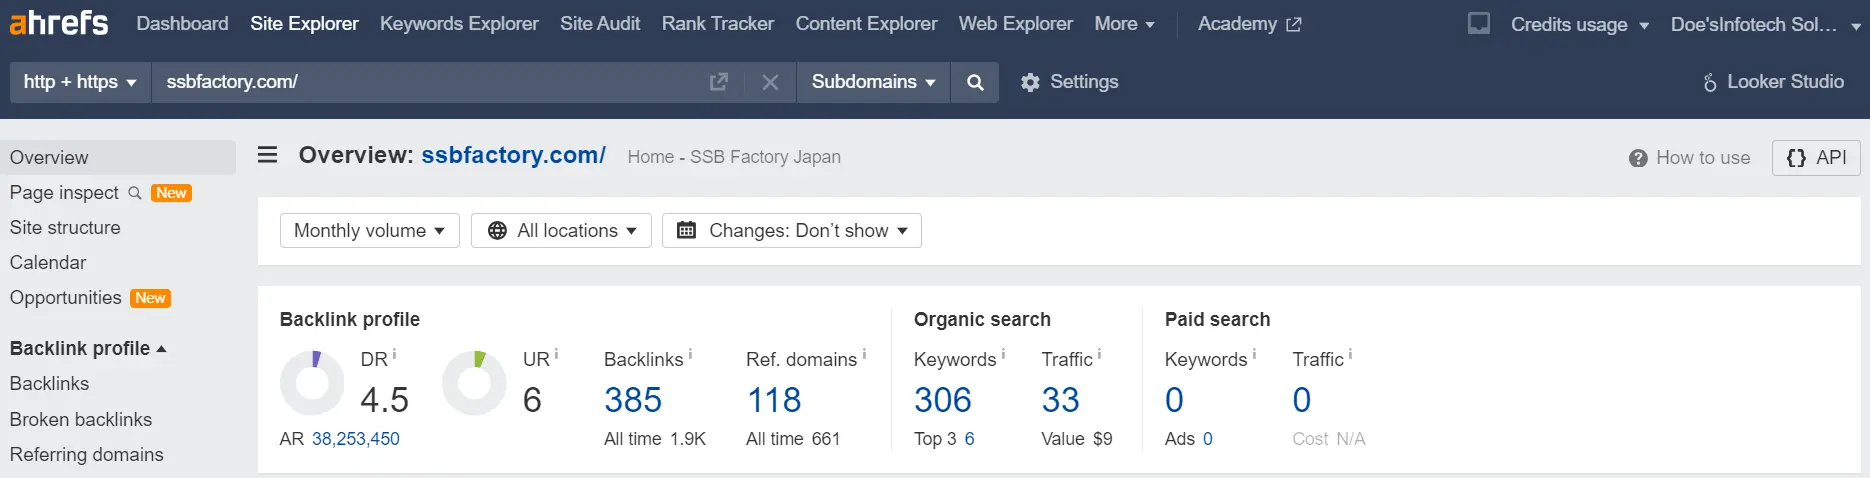 ahrefs Dashboard Site Explorer Keywords Explorer Site Audit Rank Tracker Content Explorer Web Explorer More Academy Credits usage Doe'sInfotech Sol...
http + https ssbfactory.com/ Subdomains Settings Looker Studio
Overview
Page inspect New
Site structure
Calendar
Opportunities New
Backlink profile
Backlinks
Broken backlinks
Referring domains
Overview: ssbfactory.com/ Home - SSB Factory Japan How to use {} API
Monthly volume All locations Changes: Don't show
Backlink profile
DR i UR i Backlinks i Ref. domains i
4.5 6 385 118
AR 38,253,450 All time 1.9K All time 661
Organic search
Keywords i Traffic i
306 33
Top 3 6 Value $9
Paid search
Keywords i Traffic i
0 0
Ads 0 Cost N/A